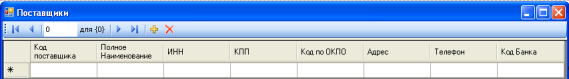 Поставщики
0 для {0}
Код поставщика Полное Наименование ИНН КПП Код по ОКПО Адрес Телефон Код Банка